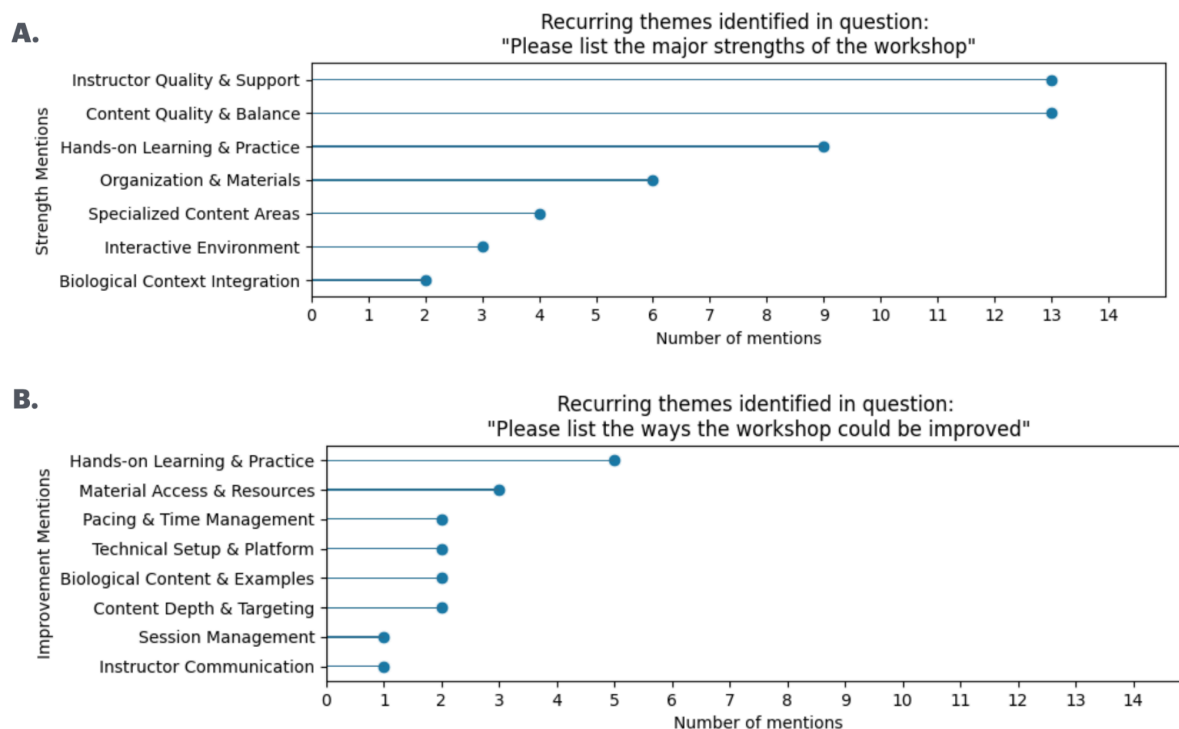 A.
Recurring themes identified in question:
"Please list the major strengths of the workshop"
Strength Mentions
Instructor Quality & Support
Content Quality & Balance
Hands-on Learning & Practice
Organization & Materials
Specialized Content Areas
Interactive Environment
Biological Context Integration
0 1 2 3 4 5 6 7 8 9 10 11 12 13 14
Number of mentions
B.
Recurring themes identified in question:
"Please list the ways the workshop could be improved"
Improvement Mentions
Hands-on Learning & Practice
Material Access & Resources
Pacing & Time Management
Technical Setup & Platform
Biological Content & Examples
Content Depth & Targeting
Session Management
Instructor Communication
0 1 2 3 4 5 6 7 8 9 10 11 12 13 14
Number of mentions